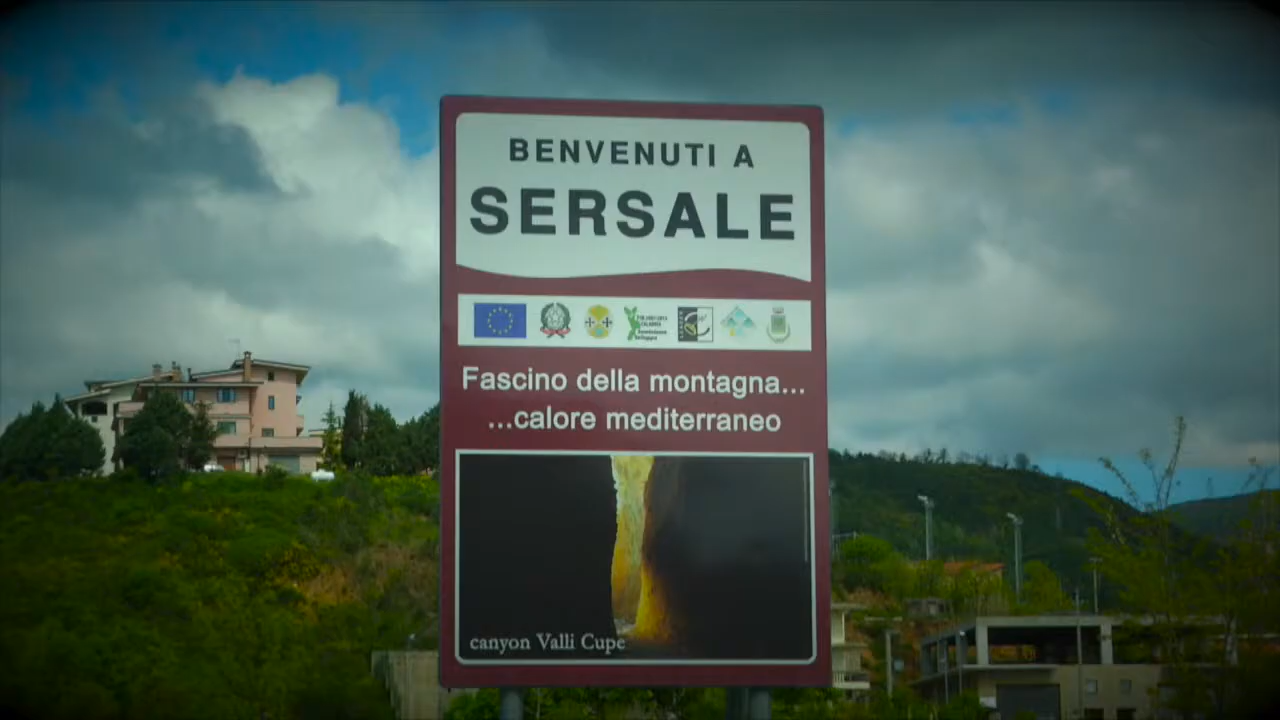 BENVENUTI A
SERSALE
Fascino della montagna...
...calore mediterraneo
canyon Valli Cupe